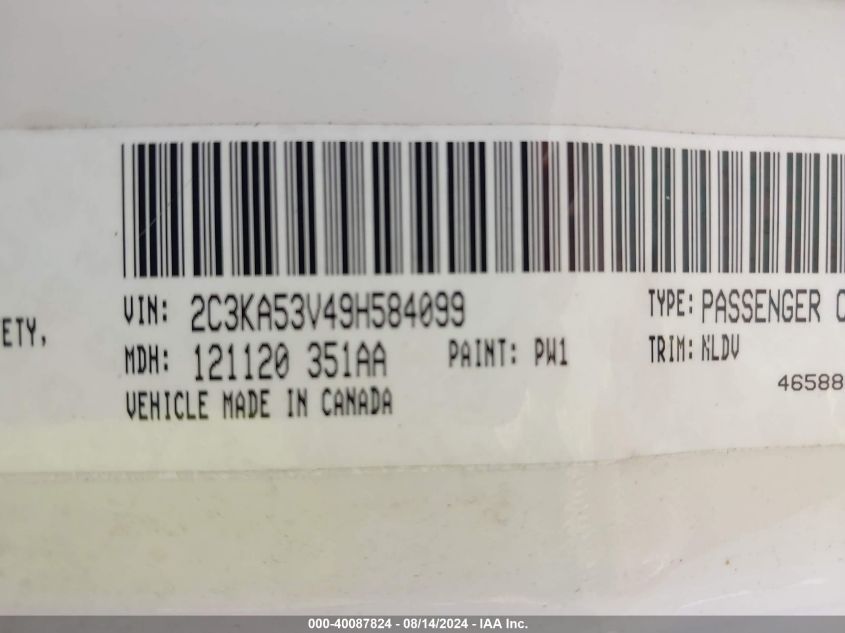 VIN: 2C3KA53V49H584099 TYPE: PASSENGER C
ETY,
MDH: 121120 351AA PAINT: PW1 TRIM: KLDV
46588
VEHICLE MADE IN CANADA
000-40087824 - 08/14/2024 - IAA Inc.